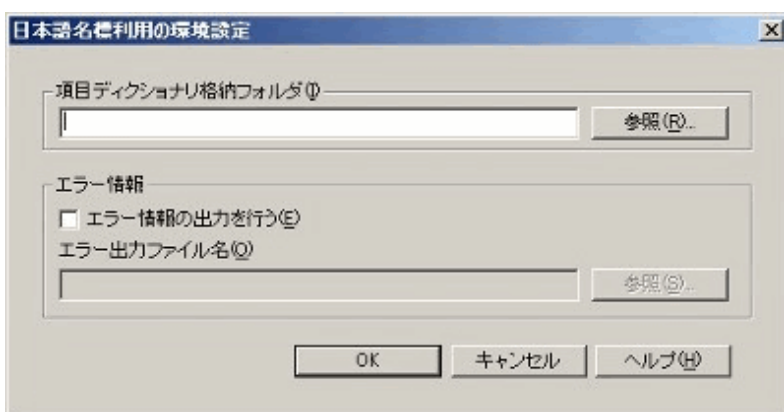 日本語名標利用の環境設定
項目ディクショナリ格納フォルダ(I)
参照(R)...
エラー情報
エラー情報の出力を行う(E)
エラー出力ファイル名(O)
参照(S)...
OK キャンセル ヘルプ(H)